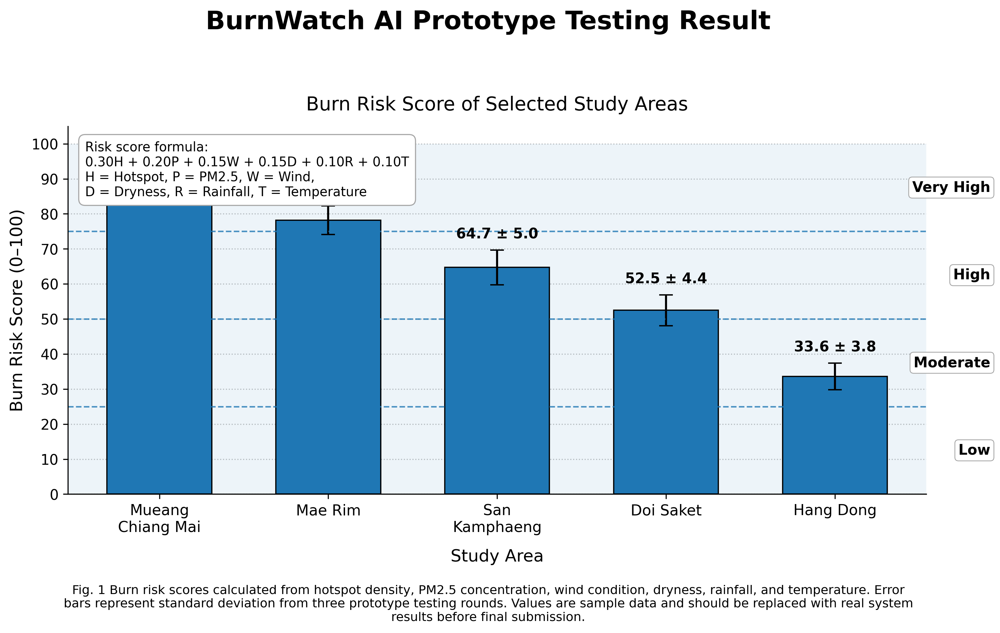 BurnWatch AI Prototype Testing Result
Burn Risk Score of Selected Study Areas
Risk score formula:
0.30H + 0.20P + 0.15W + 0.15D + 0.10R + 0.10T
H = Hotspot, P = PM2.5, W = Wind,
D = Dryness, R = Rainfall, T = Temperature
Burn Risk Score (0–100)
100
90
80
70
60
50
40
30
20
10
0
64.7 ± 5.0
52.5 ± 4.4
33.6 ± 3.8
Very High
High
Moderate
Low
Mueang
Chiang Mai
Mae Rim
San
Kamphaeng
Doi Saket
Hang Dong
Study Area
Fig. 1 Burn risk scores calculated from hotspot density, PM2.5 concentration, wind condition, dryness, rainfall, and temperature. Error
bars represent standard deviation from three prototype testing rounds. Values are sample data and should be replaced with real system
results before final submission.